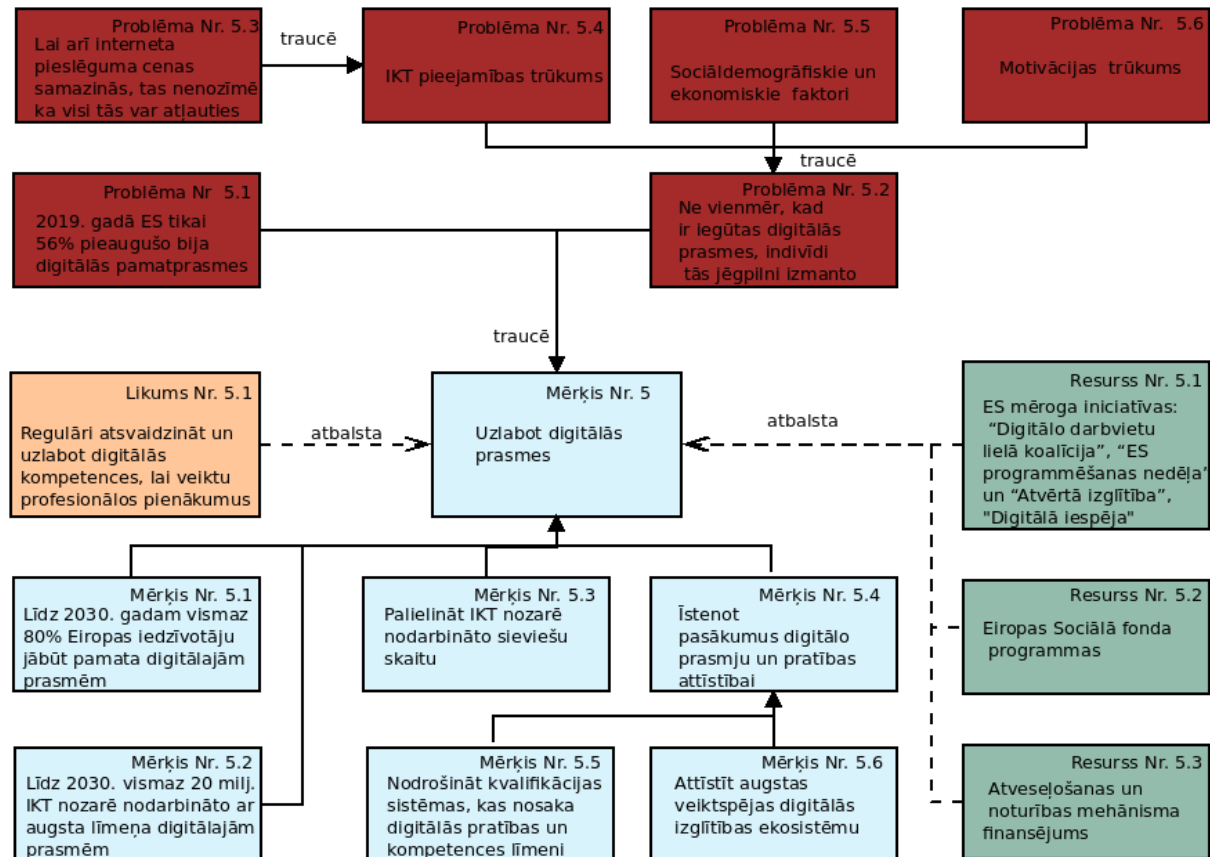 Problēma Nr. 5.3
Lai arī interneta
pieslēguma cenas
samazinās, tas nenozīmē
ka visi tās var atļauties
traucē
Problēma Nr. 5.4
IKT pieejamības trūkums
Problēma Nr. 5.5
Sociāldemogrāfiskie un
ekonomiskie faktori
Problēma Nr. 5.6
Motivācijas trūkums
traucē
Problēma Nr 5.1
2019. gadā ES tikai
56% pieaugušo bija
digitālās pamatprasmes
Problēma Nr. 5.2
Ne vienmēr, kad
ir iegūtas digitālās
prasmes, indivīdi
tās jēgpilni izmanto
traucē
Likums Nr. 5.1
Regulāri atsvaidzināt un
uzlabot digitālās
kompetences, lai veiktu
profesionālos pienākumus
atbalsta
Mērķis Nr. 5
Uzlabot digitālās
prasmes
atbalsta
Resurss Nr. 5.1
ES mēroga iniciatīvas:
“Digitālo darbvietu
lielā koalīcija”, “ES
programmēšanas nedēļa”
un “Atvērtā izglītība”,
"Digitālā iespēja"
Mērķis Nr. 5.1
Līdz 2030. gadam vismaz
80% Eiropas iedzīvotāju
jābūt pamata digitālajām
prasmēm
Mērķis Nr. 5.3
Palielināt IKT nozarē
nodarbināto sieviešu
skaitu
Mērķis Nr. 5.4
Īstenot
pasākumus digitālo
prasmju un pratības
attīstībai
Resurss Nr. 5.2
Eiropas Sociālā fonda
programmas
Mērķis Nr. 5.2
Līdz 2030. vismaz 20 milj.
IKT nozarē nodarbināto ar
augsta līmeņa digitālajām
prasmēm
Mērķis Nr. 5.5
Nodrošināt kvalifikācijas
sistēmas, kas nosaka
digitālās pratības un
kompetences līmeni
Mērķis Nr. 5.6
Attīstīt augstas
veiktspējas digitālās
izglītības ekosistēmu
Resurss Nr. 5.3
Atveseļošanas un
noturības mehānisma
finansējums